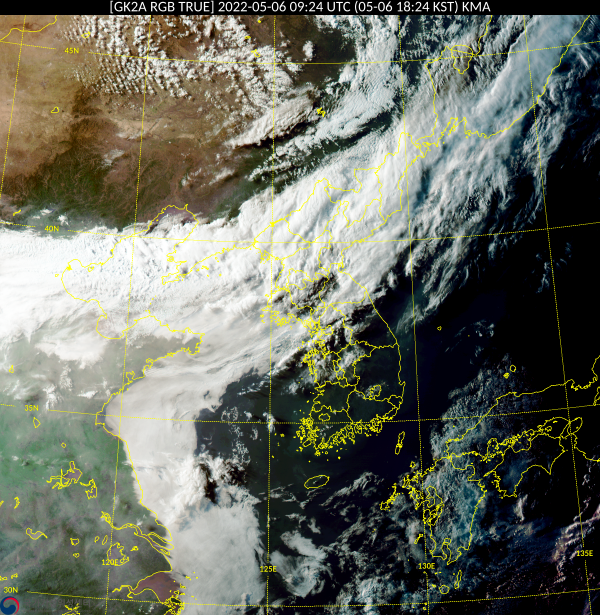 [GK2A RGB TRUE] 2022-05-06 09:24 UTC (05-06 18:24 KST) KMA
45N
40N
35N
120E
125E
130E
135E
30N